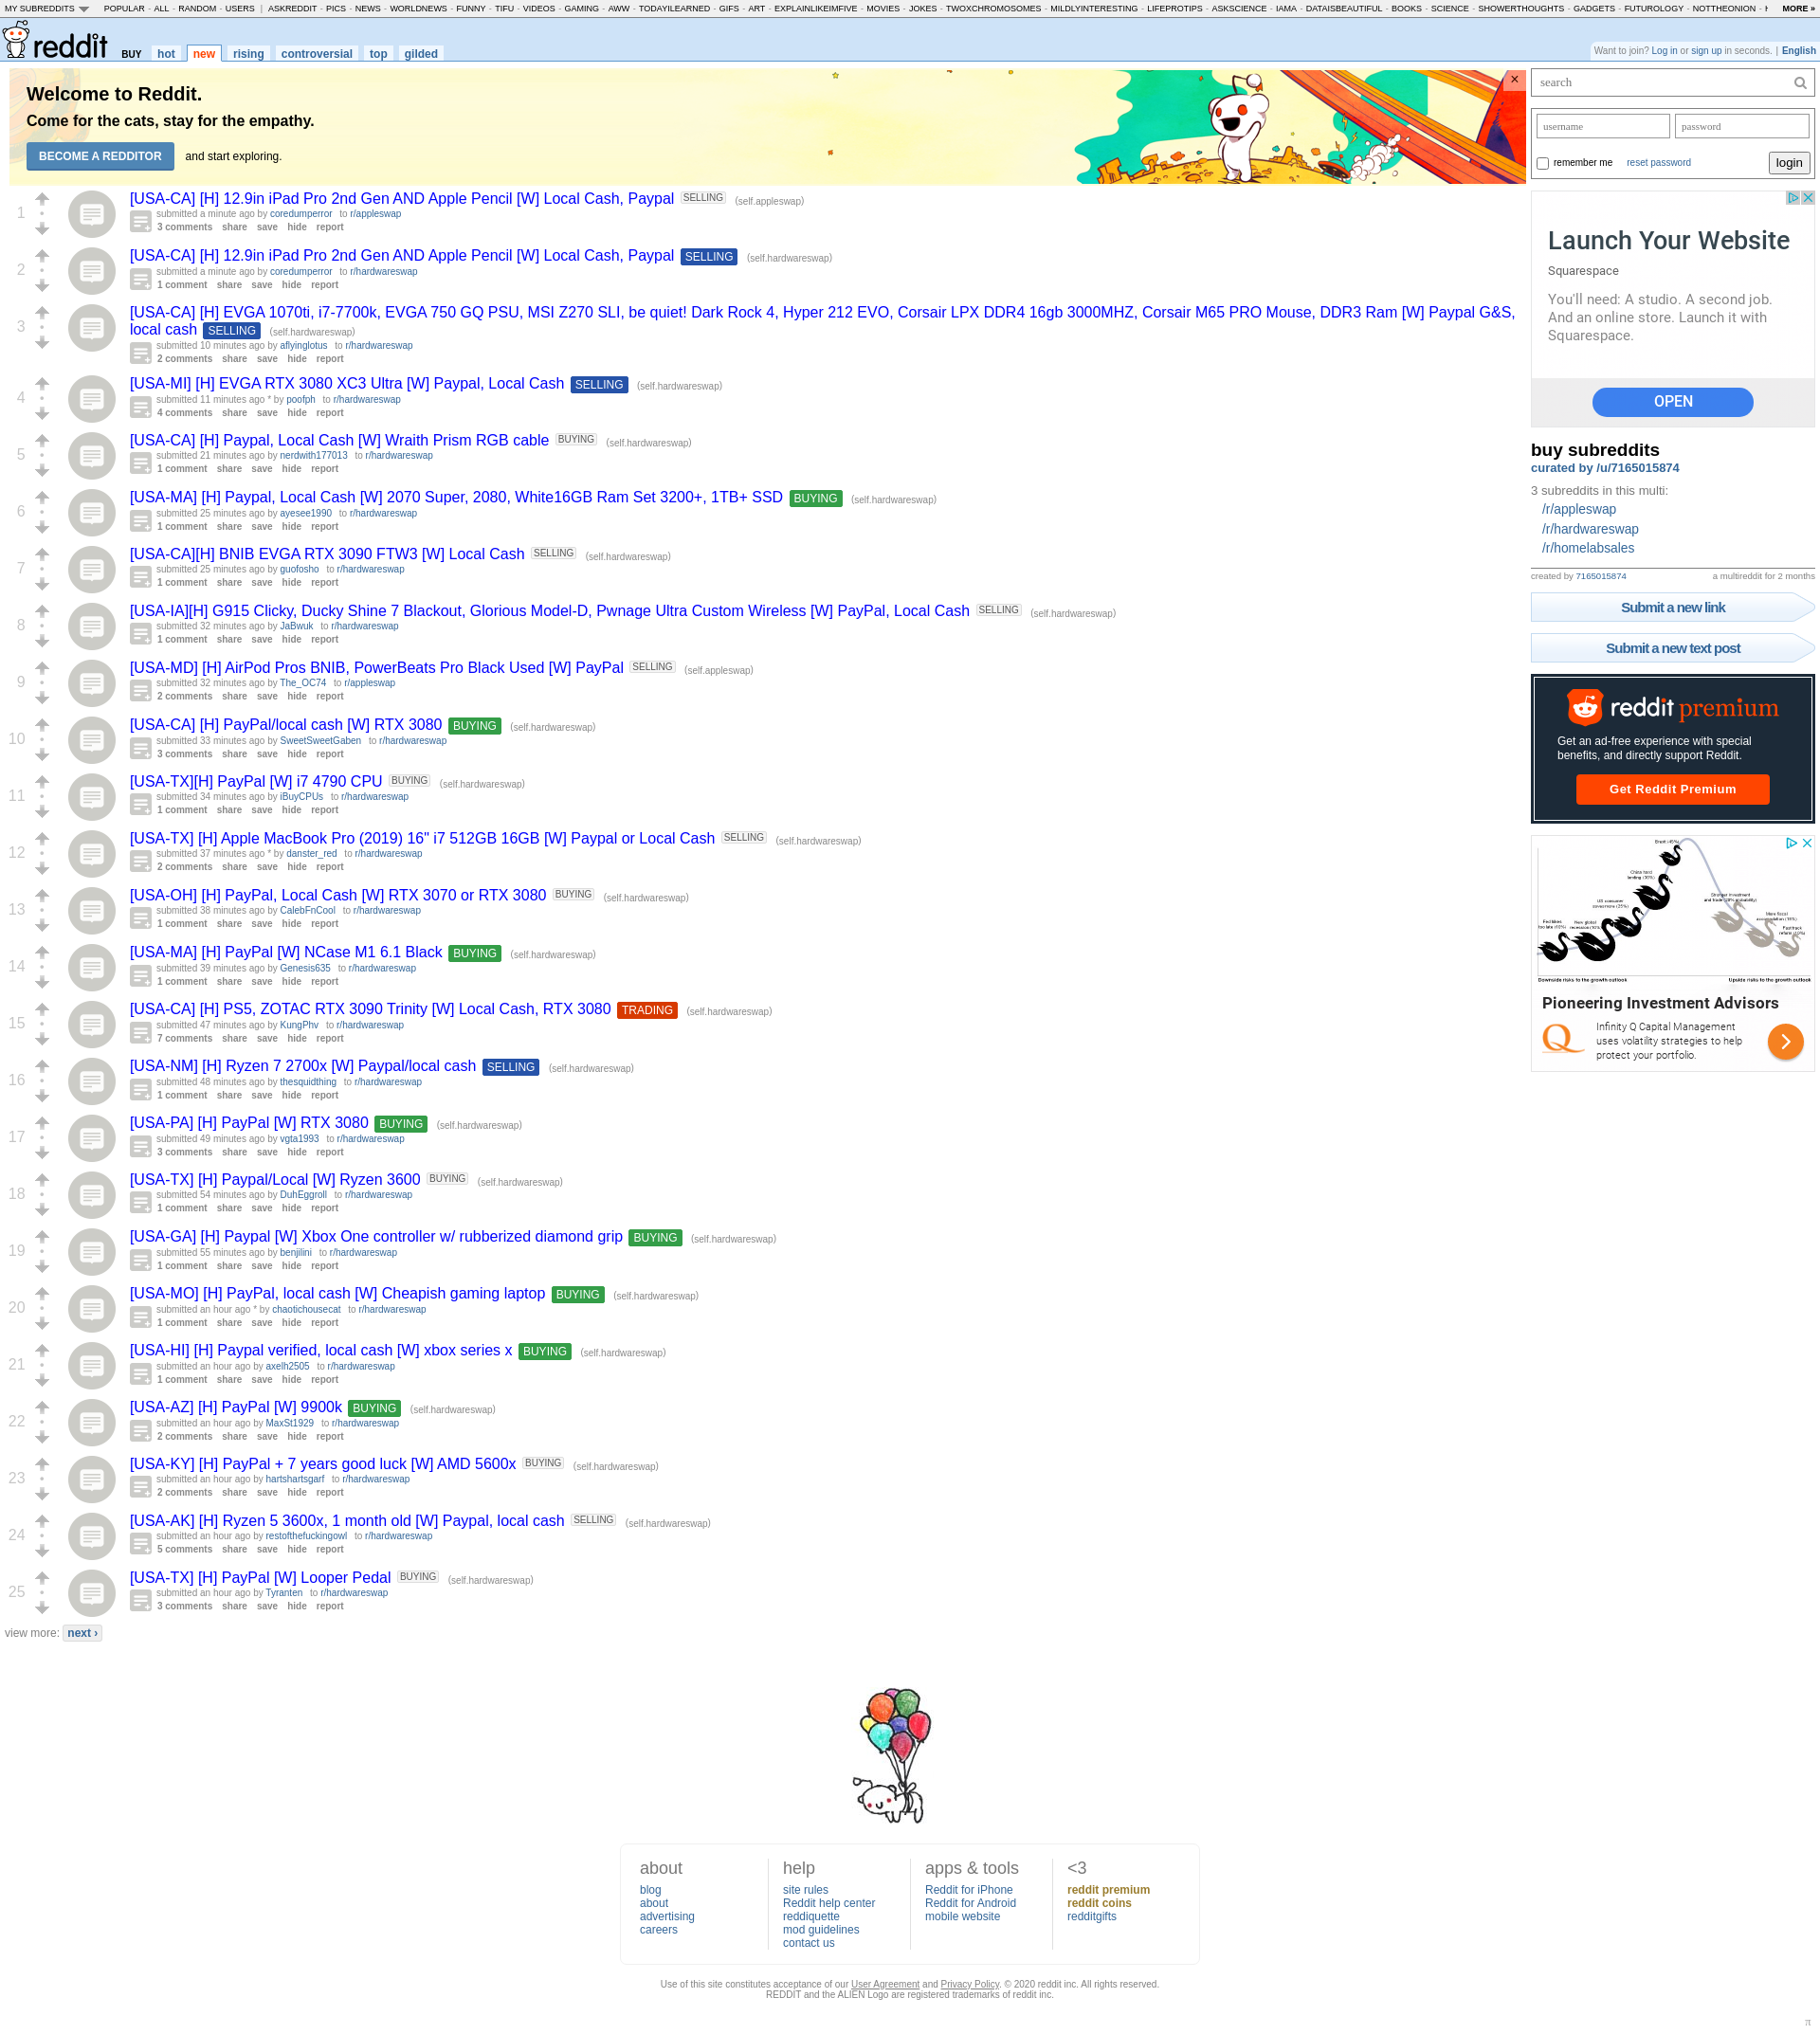 MY SUBREDDITS POPULAR - ALL - RANDOM - USERS | ASKREDDIT - PICS - NEWS - WORLDNEWS - FUNNY - TIFU - VIDEOS - GAMING - AWW - TODAYILEARNED - GIFS - ART - EXPLAINLIKEIMFIVE - MOVIES - JOKES - TWOXCHROMOSOMES - MILDLYINTERESTING - LIFEPROTIPS - ASKSCIENCE - IAMA - DATAISBEAUTIFUL - BOOKS - SCIENCE - SHOWERTHOUGHTS - GADGETS - FUTUROLOGY - NOTTHEONION - MORE »
reddit BUY hot new rising controversial top gilded
Want to join? Log in or sign up in seconds. | English
Welcome to Reddit.
Come for the cats, stay for the empathy.
BECOME A REDDITOR and start exploring.
×
1
[USA-CA] [H] 12.9in iPad Pro 2nd Gen AND Apple Pencil [W] Local Cash, Paypal SELLING (self.appleswap)
submitted a minute ago by coredumperror to r/appleswap
3 comments share save hide report
2
[USA-CA] [H] 12.9in iPad Pro 2nd Gen AND Apple Pencil [W] Local Cash, Paypal SELLING (self.hardwareswap)
submitted a minute ago by coredumperror to r/hardwareswap
1 comment share save hide report
3
[USA-CA] [H] EVGA 1070ti, i7-7700k, EVGA 750 GQ PSU, MSI Z270 SLI, be quiet! Dark Rock 4, Hyper 212 EVO, Corsair LPX DDR4 16gb 3000MHZ, Corsair M65 PRO Mouse, DDR3 Ram [W] Paypal G&S,
local cash SELLING (self.hardwareswap)
submitted 10 minutes ago by aflyinglotus to r/hardwareswap
2 comments share save hide report
4
[USA-MI] [H] EVGA RTX 3080 XC3 Ultra [W] Paypal, Local Cash SELLING (self.hardwareswap)
submitted 11 minutes ago * by poofph to r/hardwareswap
4 comments share save hide report
5
[USA-CA] [H] Paypal, Local Cash [W] Wraith Prism RGB cable BUYING (self.hardwareswap)
submitted 21 minutes ago by nerdwith177013 to r/hardwareswap
1 comment share save hide report
6
[USA-MA] [H] Paypal, Local Cash [W] 2070 Super, 2080, White16GB Ram Set 3200+, 1TB+ SSD BUYING (self.hardwareswap)
submitted 25 minutes ago by ayesee1990 to r/hardwareswap
1 comment share save hide report
7
[USA-CA][H] BNIB EVGA RTX 3090 FTW3 [W] Local Cash SELLING (self.hardwareswap)
submitted 25 minutes ago by guofosho to r/hardwareswap
1 comment share save hide report
8
[USA-IA][H] G915 Clicky, Ducky Shine 7 Blackout, Glorious Model-D, Pwnage Ultra Custom Wireless [W] PayPal, Local Cash SELLING (self.hardwareswap)
submitted 32 minutes ago by JaBwuk to r/hardwareswap
1 comment share save hide report
9
[USA-MD] [H] AirPod Pros BNIB, PowerBeats Pro Black Used [W] PayPal SELLING (self.appleswap)
submitted 32 minutes ago by The_OC74 to r/appleswap
2 comments share save hide report
10
[USA-CA] [H] PayPal/local cash [W] RTX 3080 BUYING (self.hardwareswap)
submitted 33 minutes ago by SweetSweetGaben to r/hardwareswap
3 comments share save hide report
11
[USA-TX][H] PayPal [W] i7 4790 CPU BUYING (self.hardwareswap)
submitted 34 minutes ago by iBuyCPUs to r/hardwareswap
1 comment share save hide report
12
[USA-TX] [H] Apple MacBook Pro (2019) 16" i7 512GB 16GB [W] Paypal or Local Cash SELLING (self.hardwareswap)
submitted 37 minutes ago * by danster_red to r/hardwareswap
2 comments share save hide report
13
[USA-OH] [H] PayPal, Local Cash [W] RTX 3070 or RTX 3080 BUYING (self.hardwareswap)
submitted 38 minutes ago by CalebFnCool to r/hardwareswap
1 comment share save hide report
14
[USA-MA] [H] PayPal [W] NCase M1 6.1 Black BUYING (self.hardwareswap)
submitted 39 minutes ago by Genesis635 to r/hardwareswap
1 comment share save hide report
15
[USA-CA] [H] PS5, ZOTAC RTX 3090 Trinity [W] Local Cash, RTX 3080 TRADING (self.hardwareswap)
submitted 47 minutes ago by KungPhv to r/hardwareswap
7 comments share save hide report
16
[USA-NM] [H] Ryzen 7 2700x [W] Paypal/local cash SELLING (self.hardwareswap)
submitted 48 minutes ago by thesquidthing to r/hardwareswap
1 comment share save hide report
17
[USA-PA] [H] PayPal [W] RTX 3080 BUYING (self.hardwareswap)
submitted 49 minutes ago by vgta1993 to r/hardwareswap
3 comments share save hide report
18
[USA-TX] [H] Paypal/Local [W] Ryzen 3600 BUYING (self.hardwareswap)
submitted 54 minutes ago by DuhEggroll to r/hardwareswap
1 comment share save hide report
19
[USA-GA] [H] Paypal [W] Xbox One controller w/ rubberized diamond grip BUYING (self.hardwareswap)
submitted 55 minutes ago by benjilini to r/hardwareswap
1 comment share save hide report
20
[USA-MO] [H] PayPal, local cash [W] Cheapish gaming laptop BUYING (self.hardwareswap)
submitted an hour ago * by chaotichousecat to r/hardwareswap
1 comment share save hide report
21
[USA-HI] [H] Paypal verified, local cash [W] xbox series x BUYING (self.hardwareswap)
submitted an hour ago by axelh2505 to r/hardwareswap
1 comment share save hide report
22
[USA-AZ] [H] PayPal [W] 9900k BUYING (self.hardwareswap)
submitted an hour ago by MaxSt1929 to r/hardwareswap
2 comments share save hide report
23
[USA-KY] [H] PayPal + 7 years good luck [W] AMD 5600x BUYING (self.hardwareswap)
submitted an hour ago by hartshartsgarf to r/hardwareswap
2 comments share save hide report
24
[USA-AK] [H] Ryzen 5 3600x, 1 month old [W] Paypal, local cash SELLING (self.hardwareswap)
submitted an hour ago by restofthefuckingowl to r/hardwareswap
5 comments share save hide report
25
[USA-TX] [H] PayPal [W] Looper Pedal BUYING (self.hardwareswap)
submitted an hour ago by Tyranten to r/hardwareswap
3 comments share save hide report
view more: next ›
search
username password
remember me reset password login
Launch Your Website
Squarespace
You'll need: A studio. A second job.
And an online store. Launch it with
Squarespace.
OPEN
buy subreddits
curated by /u/7165015874
3 subreddits in this multi:
/r/appleswap
/r/hardwareswap
/r/homelabsales
created by 7165015874 a multireddit for 2 months
Submit a new link
Submit a new text post
reddit premium
Get an ad-free experience with special
benefits, and directly support Reddit.
Get Reddit Premium
Downside risks to the growth outlook Upside risks to the growth outlook
Pioneering Investment Advisors
Infinity Q Capital Management
uses volatility strategies to help
protect your portfolio.
about
blog
about
advertising
careers
help
site rules
Reddit help center
reddiquette
mod guidelines
contact us
apps & tools
Reddit for iPhone
Reddit for Android
mobile website
<3
reddit premium
reddit coins
redditgifts
Use of this site constitutes acceptance of our User Agreement and Privacy Policy. © 2020 reddit inc. All rights reserved.
REDDIT and the ALIEN Logo are registered trademarks of reddit inc.
π